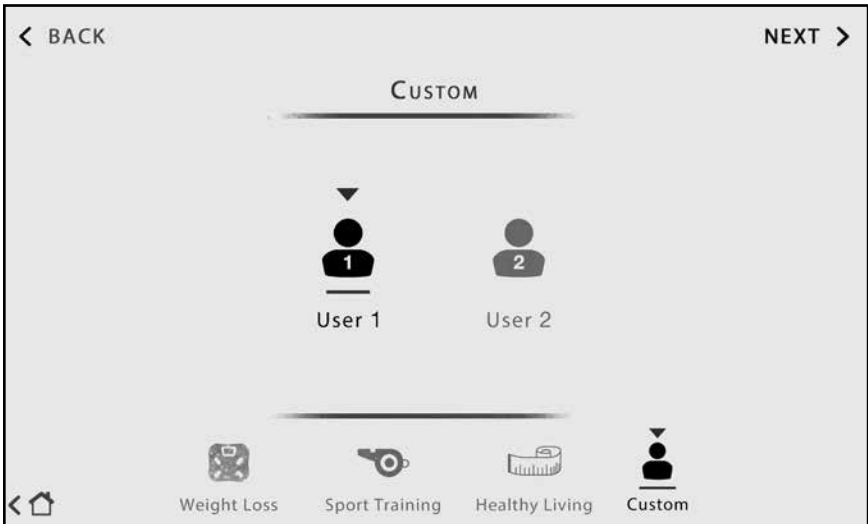 BACK
NEXT
CUSTOM
1
2
User 1
User 2
Weight Loss
Sport Training
Healthy Living
Custom